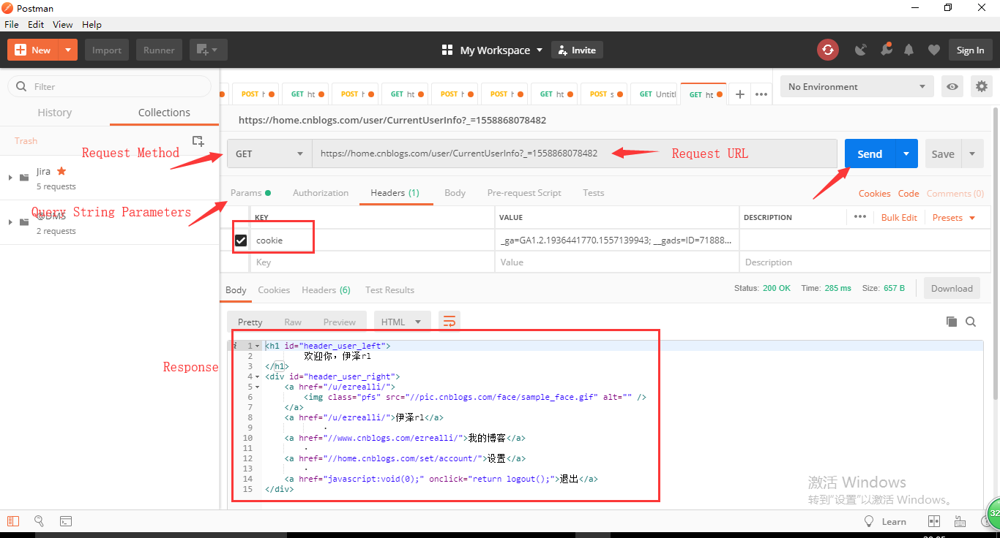 Postman
File Edit View Help
New Import Runner My Workspace Invite Sign In
Filter
History Collections
Trash
Jira
5 requests
@DMS
2 requests
POST h GET ht POST h GET ht POST h POST h GET ht POST s GET Untitl GET ht
No Environment
https://home.cnblogs.com/user/CurrentUserInfo?_=1558868078482
Request Method
GET https://home.cnblogs.com/user/CurrentUserInfo?_=1558868078482 Request URL Send Save
Params Authorization Headers (1) Body Pre-request Script Tests Cookies Code Comments (0)
Query String Parameters
KEY VALUE DESCRIPTION ••• Bulk Edit Presets
cookie _ga=GA1.2.1936441770.1557139943; __gads=ID=71888...
Key Value Description
Body Cookies Headers (6) Test Results Status: 200 OK Time: 285 ms Size: 657 B Download
Pretty Raw Preview HTML
Response
i 1 <h1 id="header_user_left">
2 欢迎你，伊泽rl
3 </h1>
4 <div id="header_user_right">
5 <a href="/u/ezrealli/">
6 <img class="pfs" src="//pic.cnblogs.com/face/sample_face.gif" alt="" />
7 </a>
8 <a href="/u/ezrealli/">伊泽rl</a>
9 ·
10 <a href="//www.cnblogs.com/ezrealli/">我的博客</a>
11 ·
12 <a href="//home.cnblogs.com/set/account/">设置</a>
13 ·
14 <a href="javascript:void(0);" onclick="return logout();">退出</a>
15 </div>
激活 Windows
转到"设置"以激活 Windows。
Learn
32